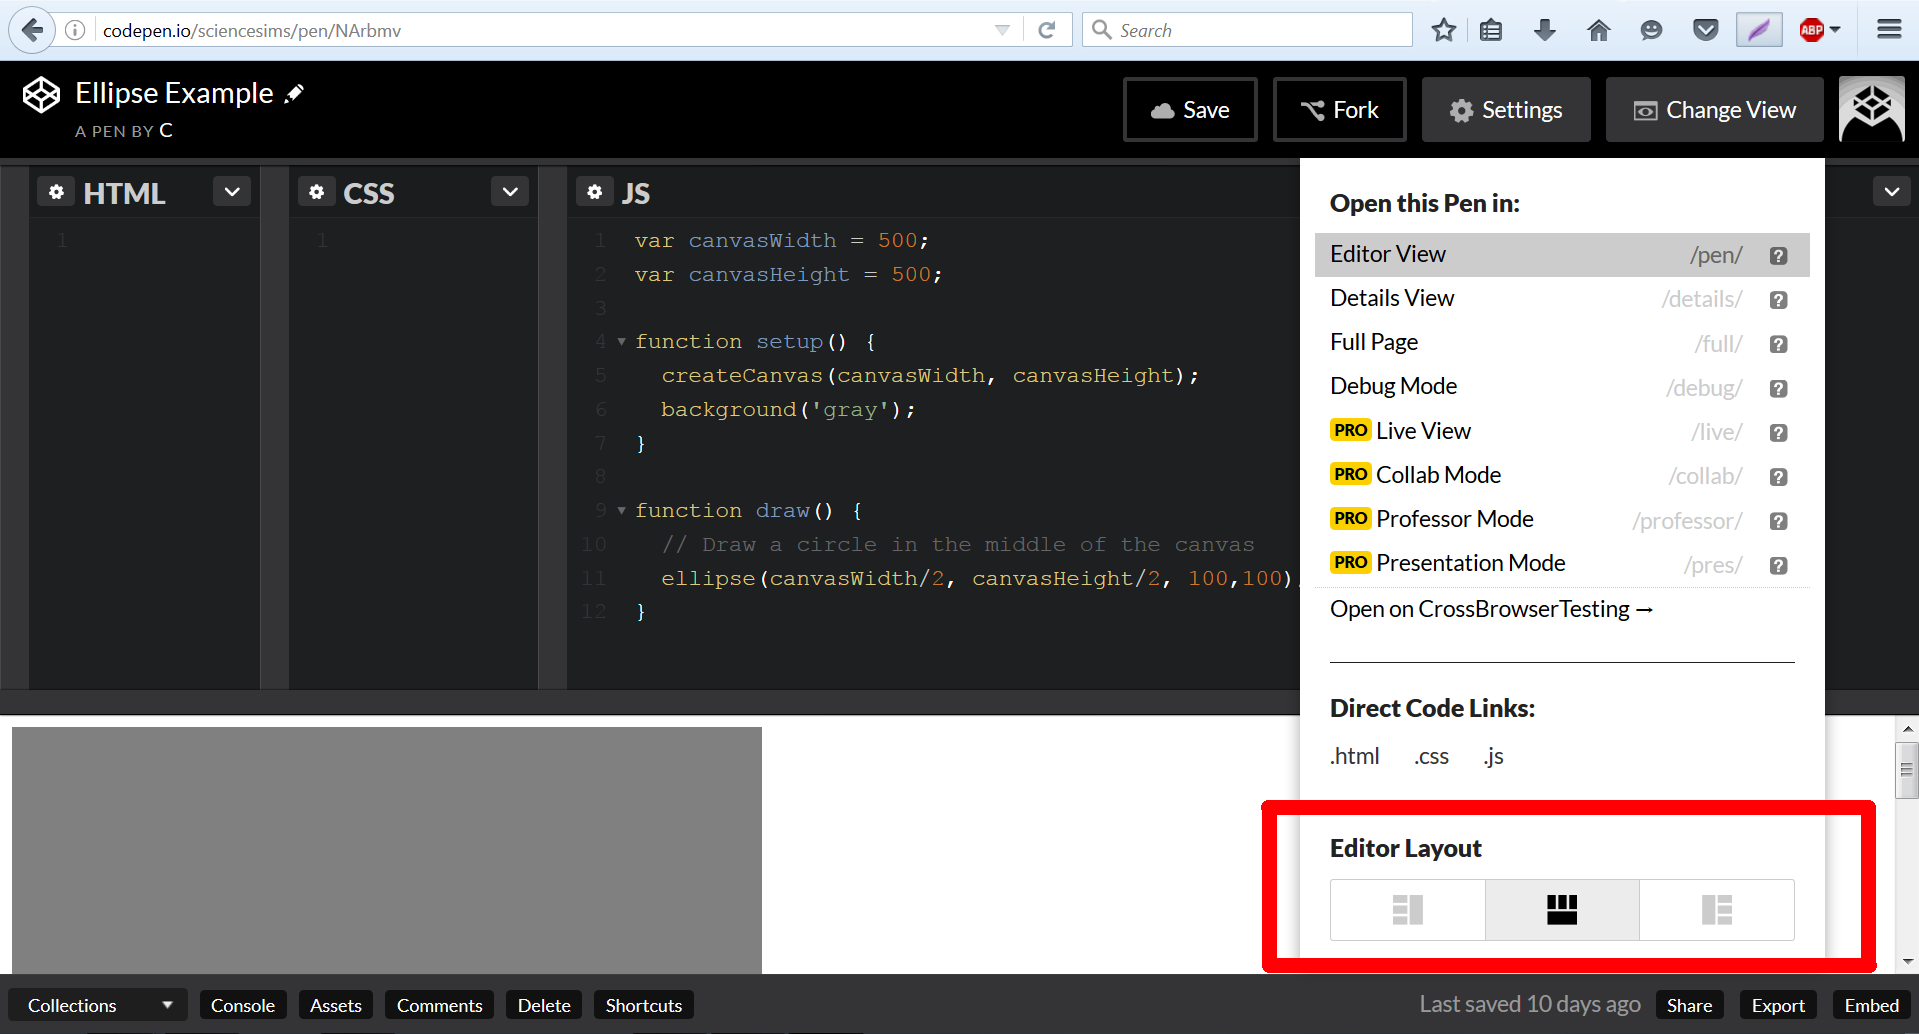 codepen.io/sciencesims/pen/NArbmv
Search
ABP
Ellipse Example
A PEN BY C
Save
Fork
Settings
Change View
HTML
1
CSS
1
JS
1 var canvasWidth = 500;
2 var canvasHeight = 500;
3
4 function setup() {
5 createCanvas(canvasWidth, canvasHeight);
6 background('gray');
7 }
8
9 function draw() {
10 // Draw a circle in the middle of the canvas
11 ellipse(canvasWidth/2, canvasHeight/2, 100,100)
12 }
Open this Pen in:
Editor View /pen/ ?
Details View /details/ ?
Full Page /full/ ?
Debug Mode /debug/ ?
PRO Live View /live/ ?
PRO Collab Mode /collab/ ?
PRO Professor Mode /professor/ ?
PRO Presentation Mode /pres/ ?
Open on CrossBrowserTesting →
Direct Code Links:
.html .css .js
Editor Layout
Collections
Console
Assets
Comments
Delete
Shortcuts
Last saved 10 days ago
Share
Export
Embed